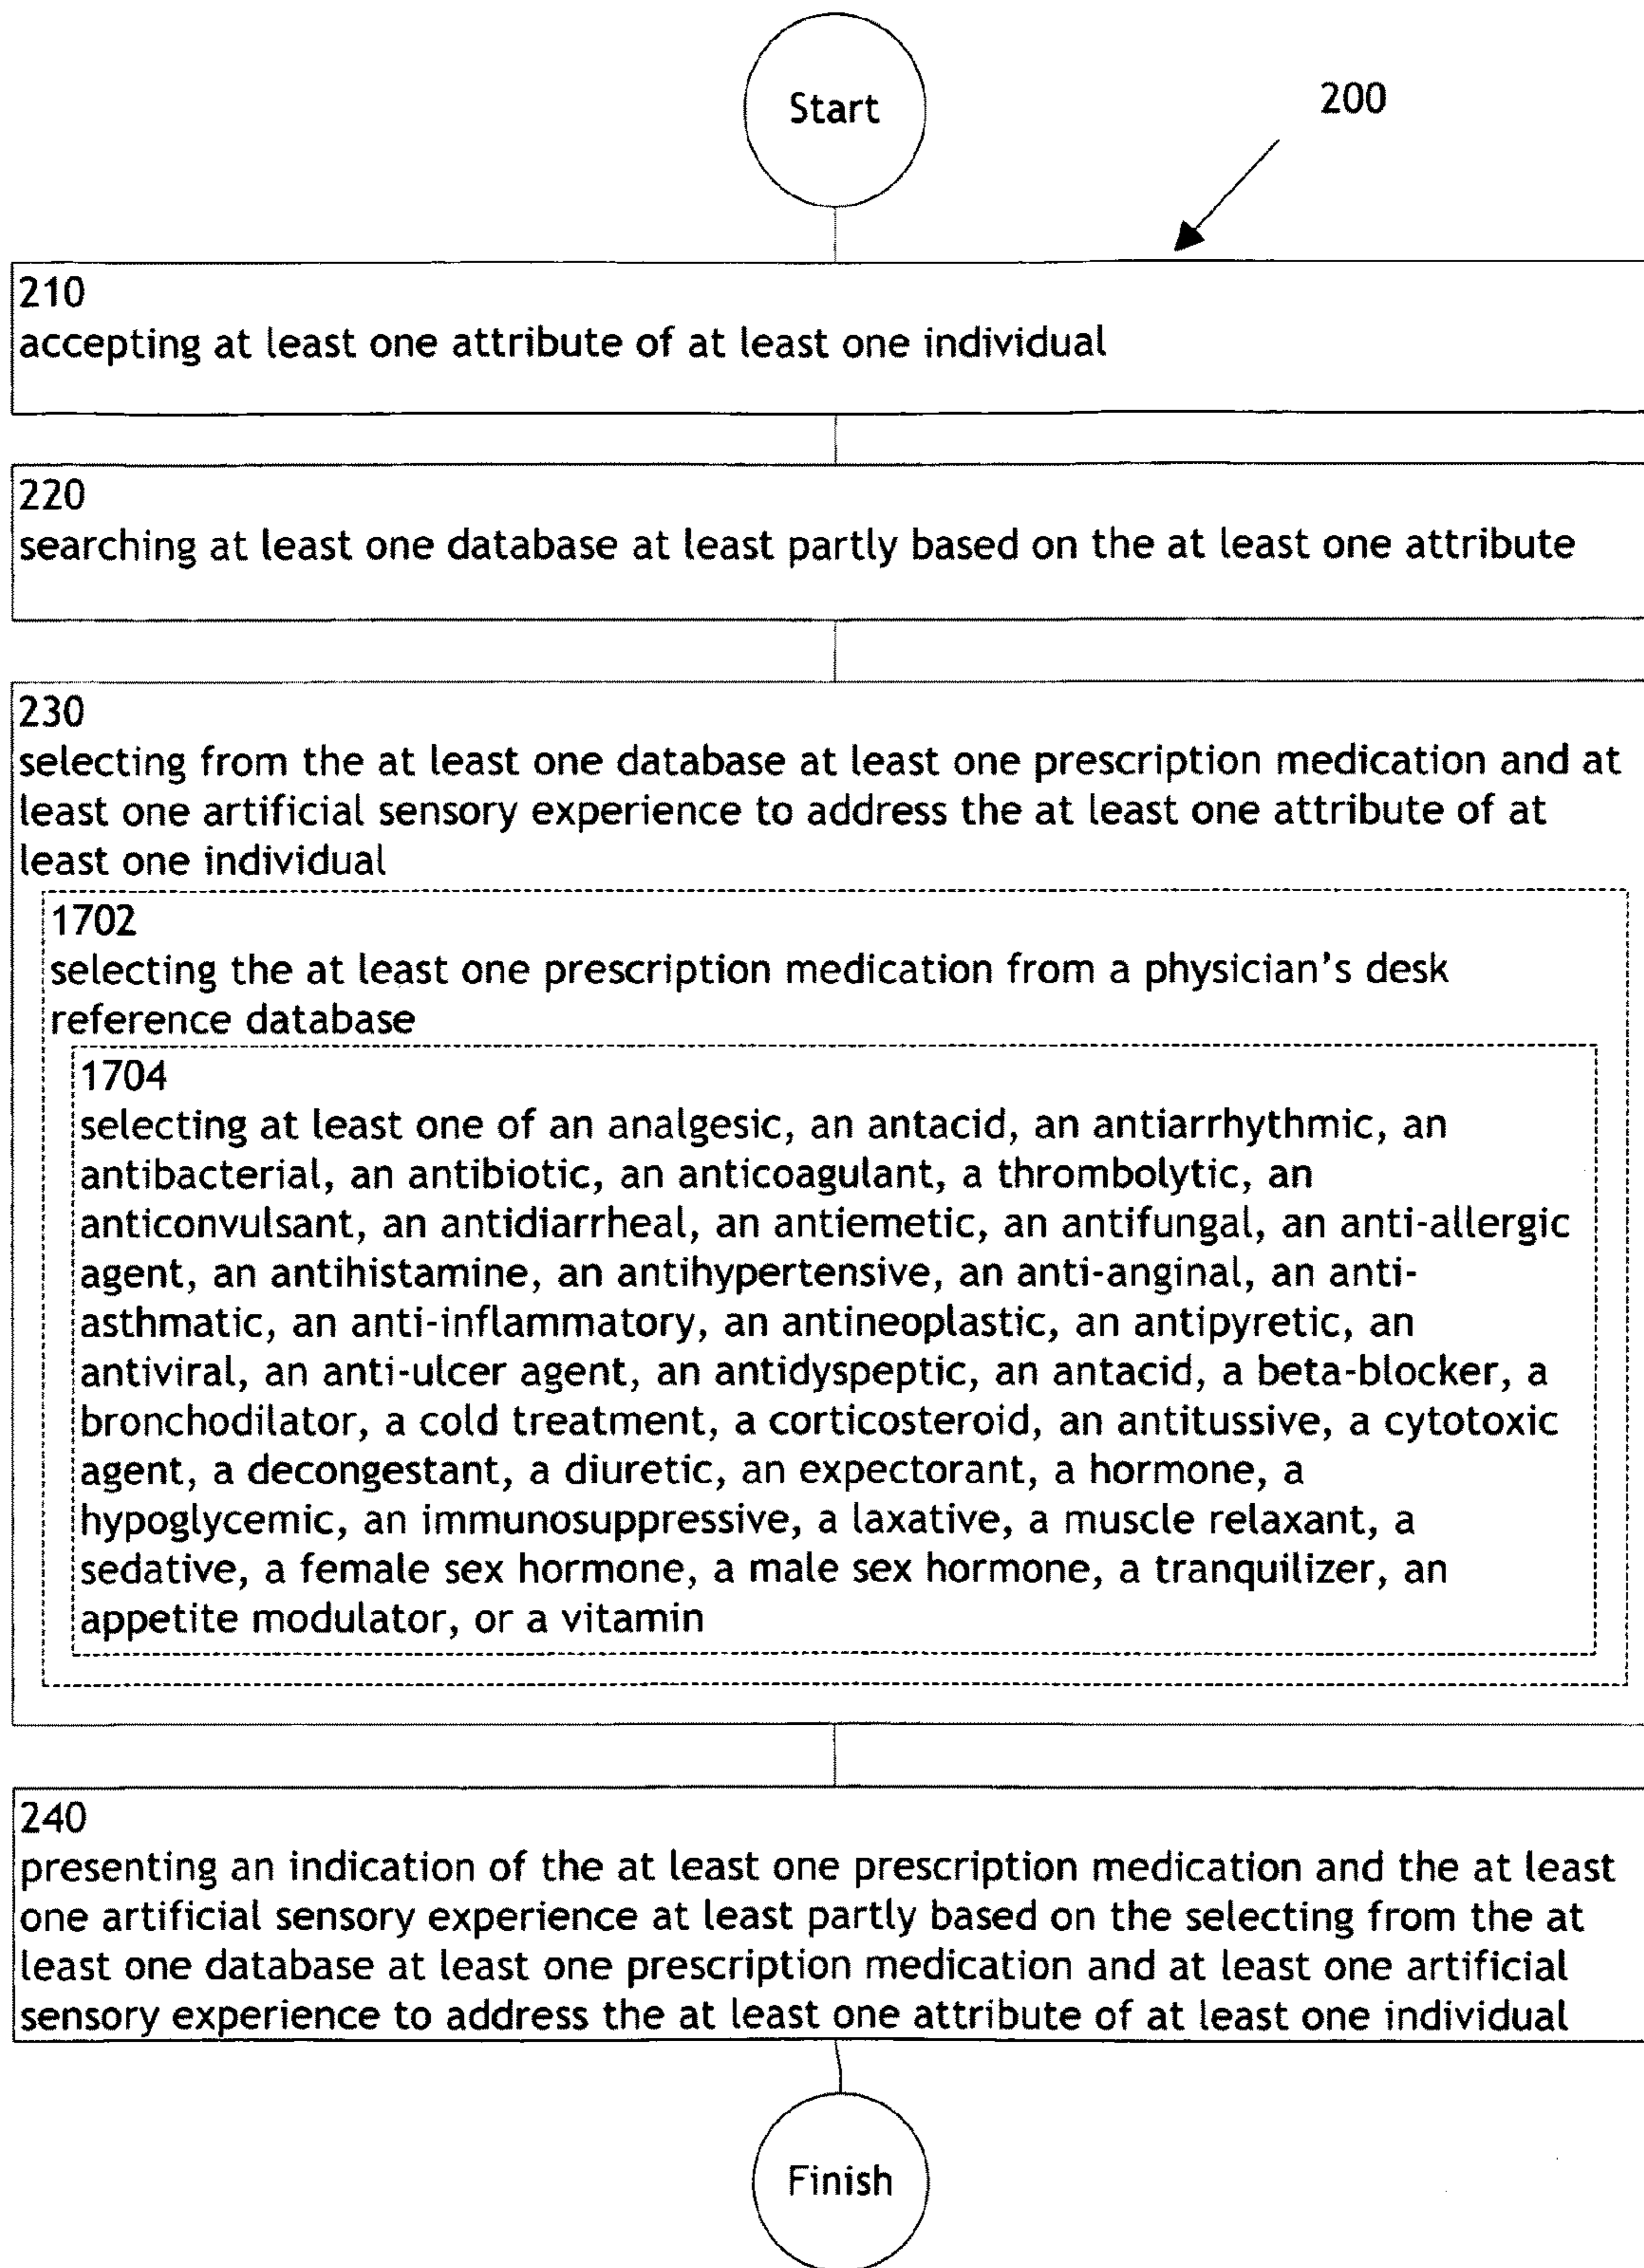 Start
200
210
accepting at least one attribute of at least one individual
220
searching at least one database at least partly based on the at least one attribute
230
selecting from the at least one database at least one prescription medication and at
least one artificial sensory experience to address the at least one attribute of at
least one individual
1702
selecting the at least one prescription medication from a physician's desk
reference database
1704
selecting at least one of an analgesic, an antacid, an antiarrhythmic, an
antibacterial, an antibiotic, an anticoagulant, a thrombolytic, an
anticonvulsant, an antidiarrheal, an antiemetic, an antifungal, an anti-allergic
agent, an antihistamine, an antihypertensive, an anti-anginal, an anti-
asthmatic, an anti-inflammatory, an antineoplastic, an antipyretic, an
antiviral, an anti-ulcer agent, an antidyspeptic, an antacid, a beta-blocker, a
bronchodilator, a cold treatment, a corticosteroid, an antitussive, a cytotoxic
agent, a decongestant, a diuretic, an expectorant, a hormone, a
hypoglycemic, an immunosuppressive, a laxative, a muscle relaxant, a
sedative, a female sex hormone, a male sex hormone, a tranquilizer, an
appetite modulator, or a vitamin
240
presenting an indication of the at least one prescription medication and the at least
one artificial sensory experience at least partly based on the selecting from the at
least one database at least one prescription medication and at least one artificial
sensory experience to address the at least one attribute of at least one individual
Finish